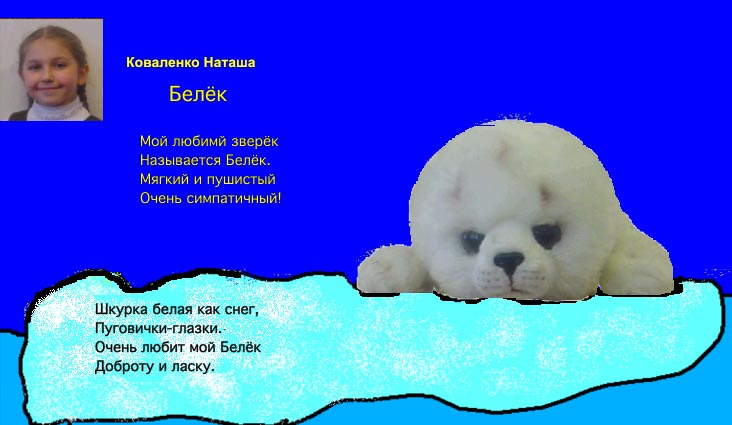 Коваленко Наташа
Белёк
Мой любимй зверёк
Называется Белёк.
Мягкий и пушистый
Очень симпатичный!
Шкурка белая как снег,
Пуговички-глазки.
Очень любит мой Белёк
Доброту и ласку.